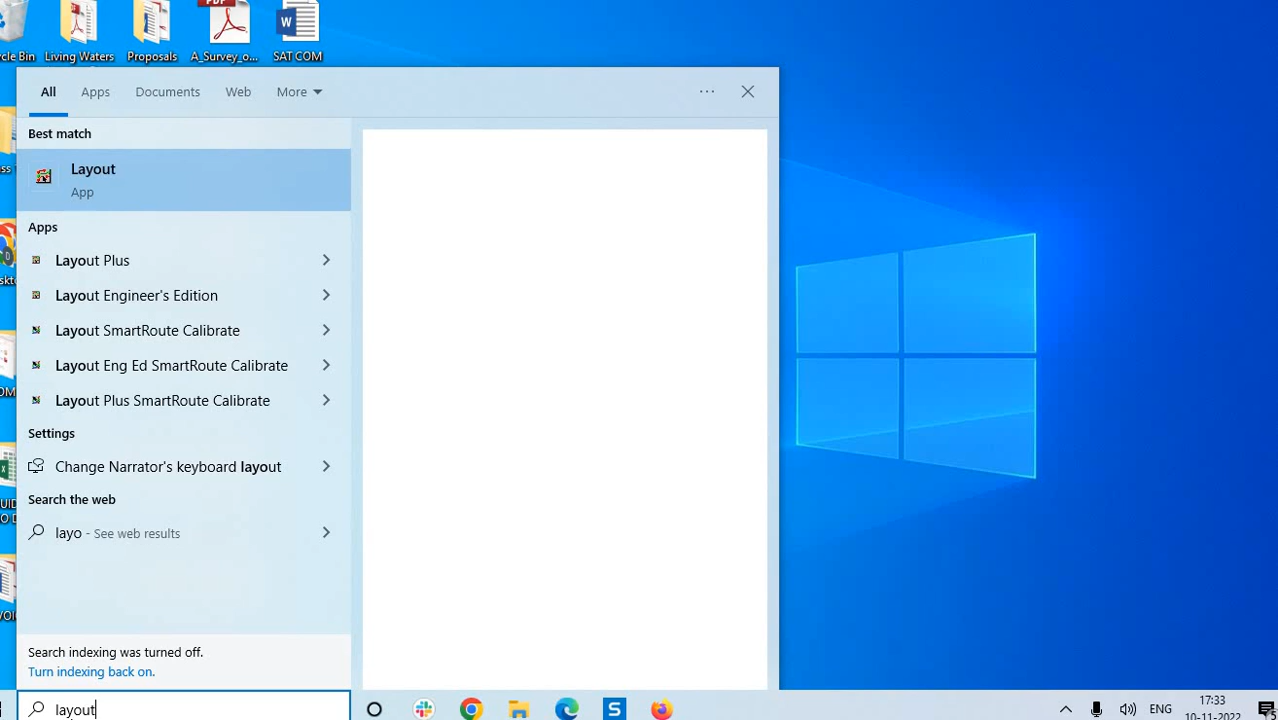 cle Bin Living Waters Proposals A_Survey_o... SAT COM
PDF
All Apps Documents Web More
Best match
Layout
App
Apps
Layout Plus
Layout Engineer's Edition
Layout SmartRoute Calibrate
Layout Eng Ed SmartRoute Calibrate
Layout Plus SmartRoute Calibrate
Settings
Change Narrator's keyboard layout
Search the web
layo - See web results
Search indexing was turned off.
Turn indexing back on.
layout
ENG
17:33
10-11-2022